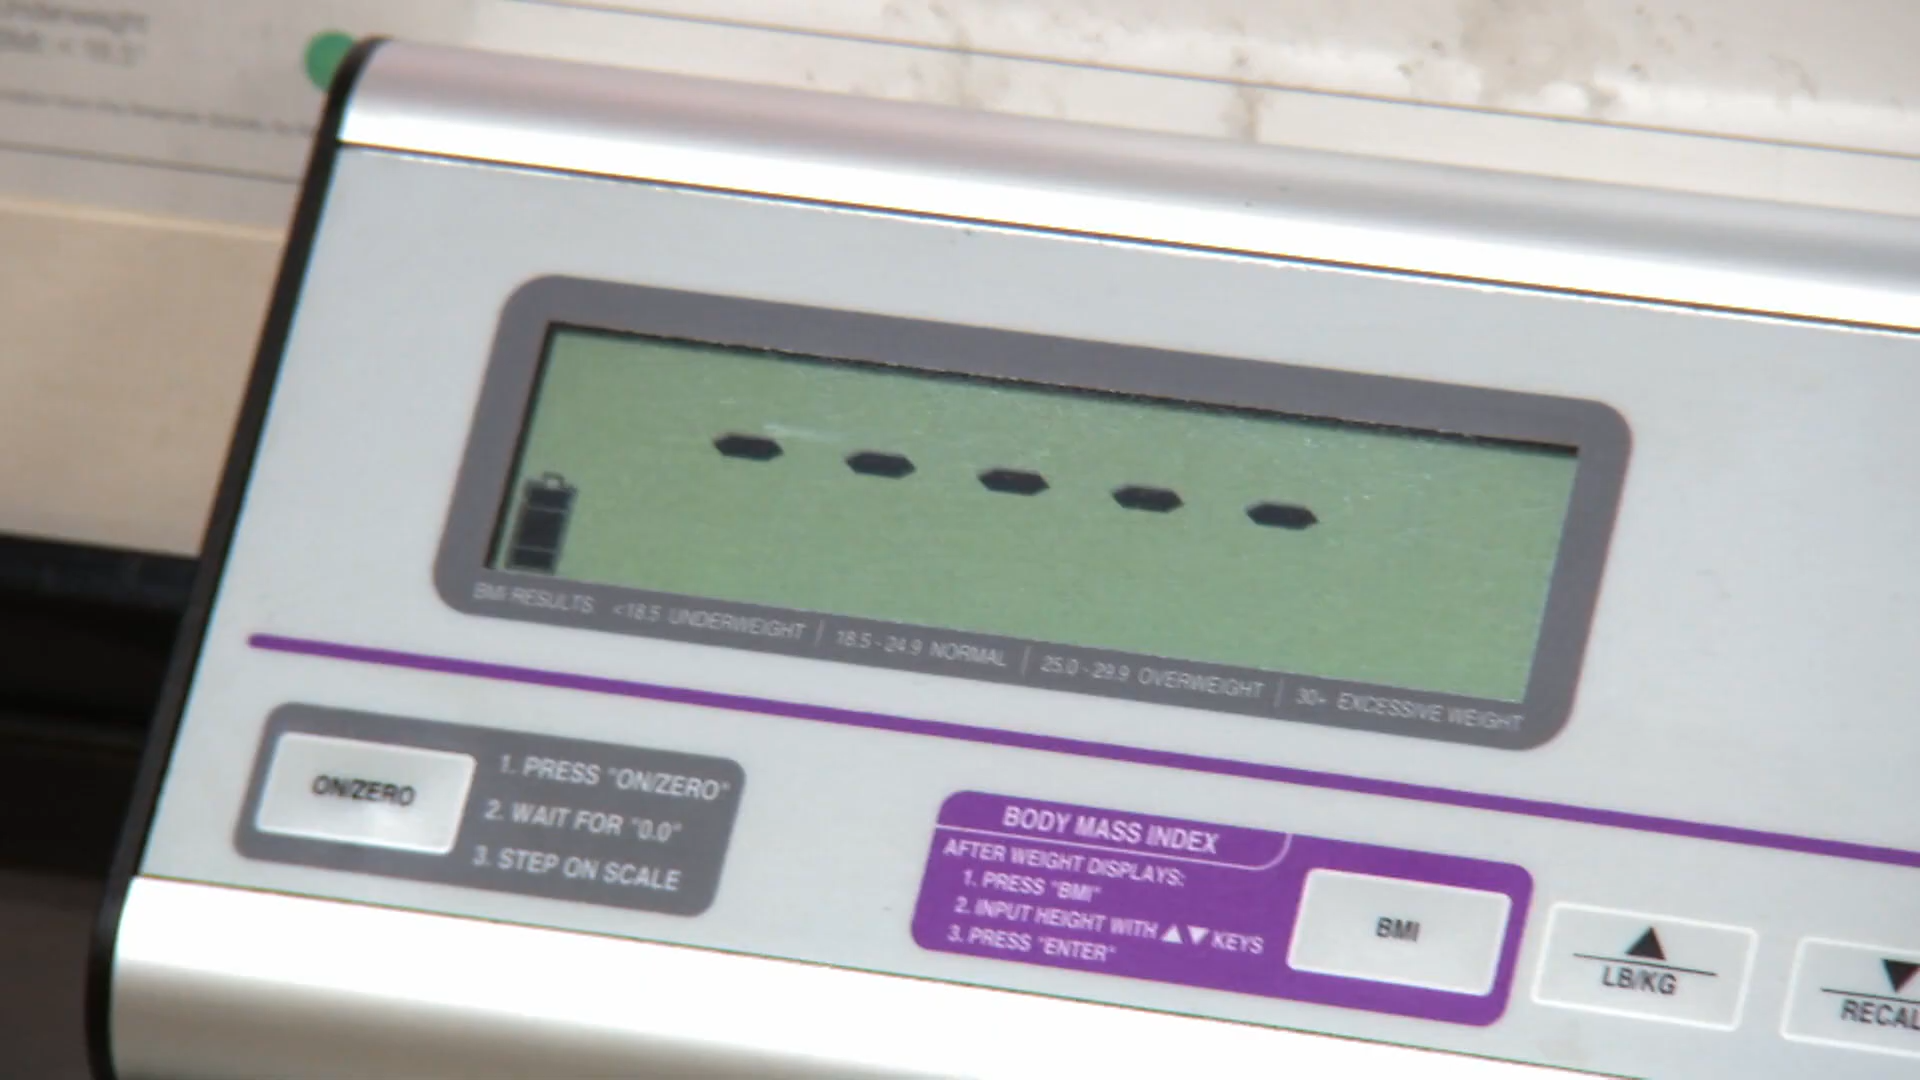 Underweight
- - - - -
BMI RESULTS <18.5 UNDERWEIGHT | 18.5 - 24.9 NORMAL | 25.0 - 29.9 OVERWEIGHT | 30+ EXCESSIVE WEIGHT
ON/ZERO
1. PRESS "ON/ZERO"
2. WAIT FOR "0.0"
3. STEP ON SCALE
BODY MASS INDEX
AFTER WEIGHT DISPLAYS:
1. PRESS "BMI"
2. INPUT HEIGHT WITH ▲▼ KEYS
3. PRESS "ENTER"
BMI
▲
LB/KG
▼
RECAL